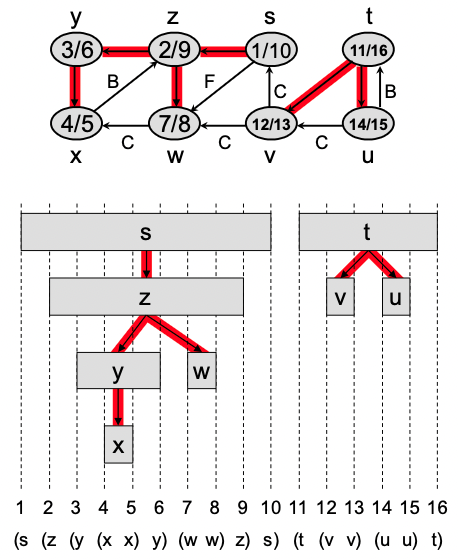 y z s t
3/6 2/9 1/10 11/16
B F C B
4/5 7/8 12/13 14/15
C C C
x w v u
s t
z v u
y w
x
1 2 3 4 5 6 7 8 9 10 11 12 13 14 15 16
(s (z (y (x x) y) (w w) z) s) (t (v v) (u u) t)